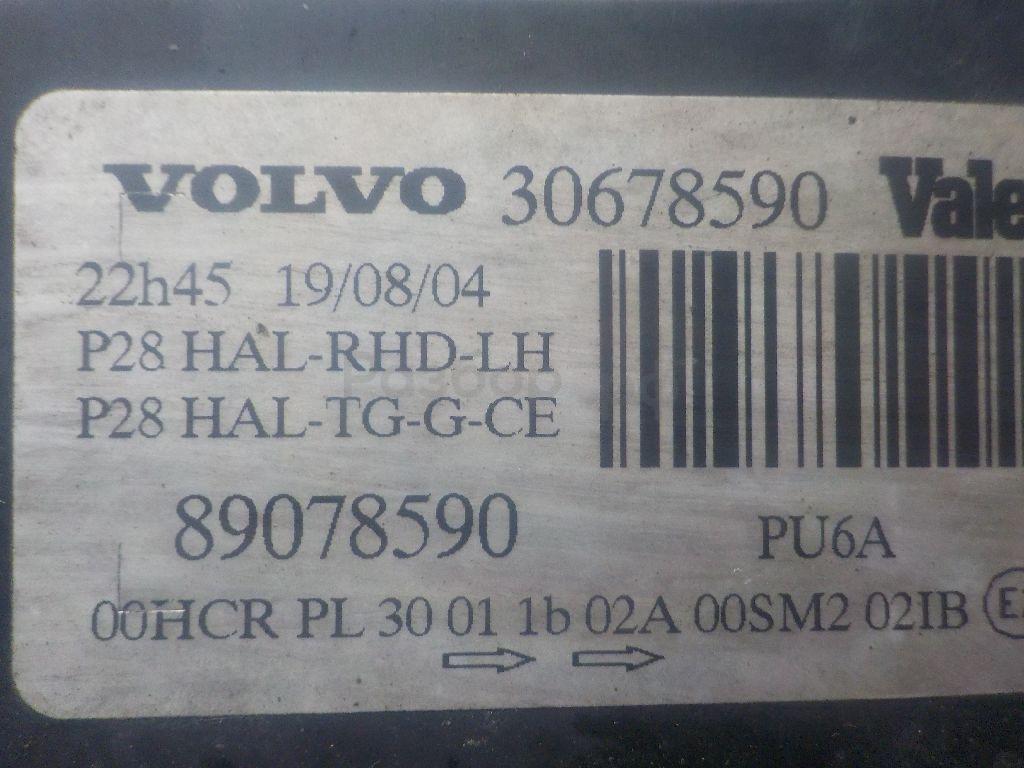 VOLVO 30678590 Vale
22h45 19/08/04
P28 HAL-RHD-LH
P28 HAL-TG-G-CE
89078590 PU6A
00HCR PL 30 01 1b 02A 00SM2 02IB E